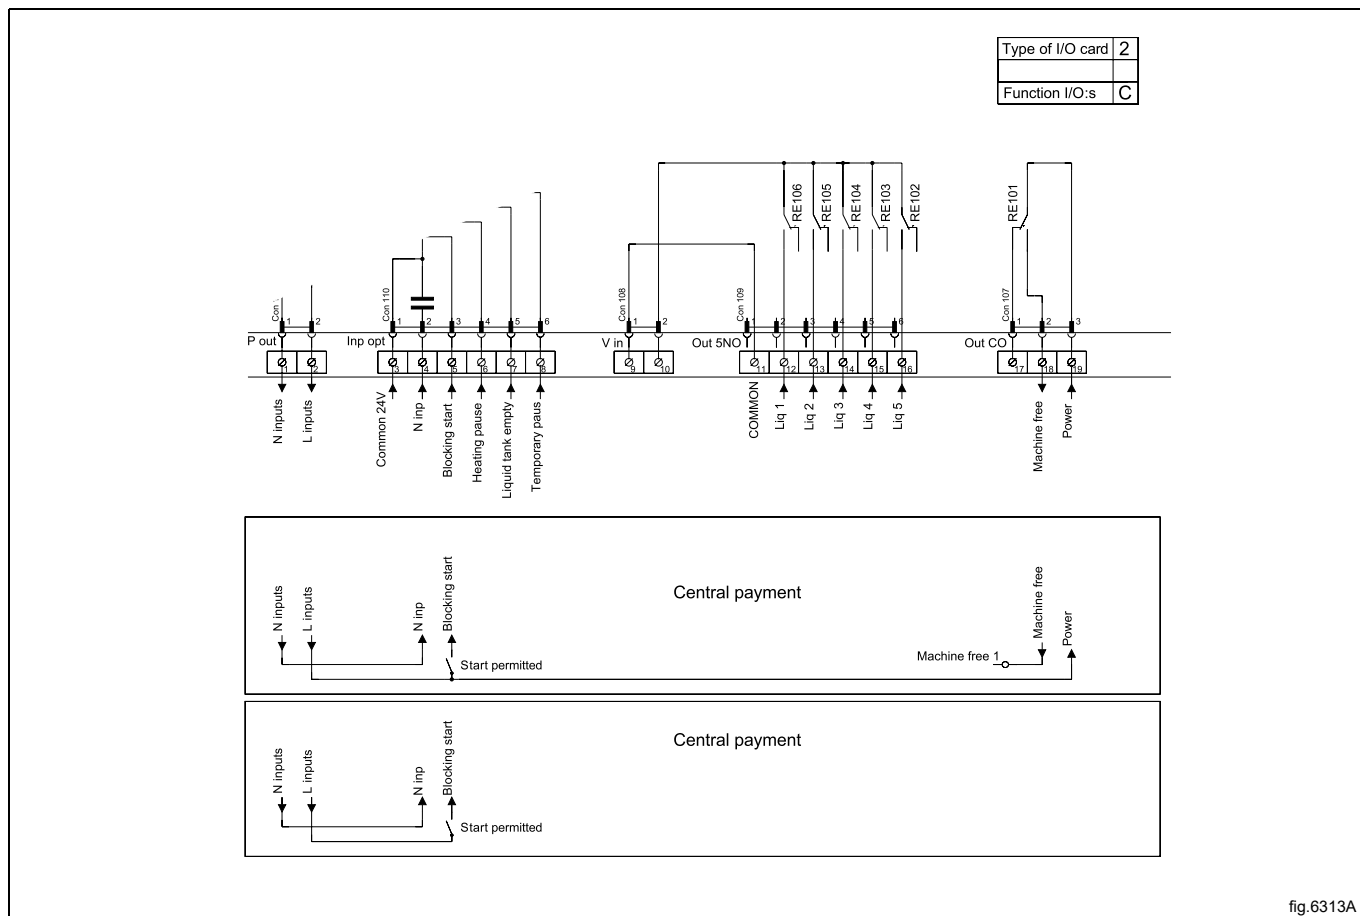 Type of I/O card 2
Function I/O:s C
RE106
RE105
RE104
RE103
RE102
RE101
Con
Con 110
Con 108
Con 109
Con 107
1 2
1 2 3 4 5 6
1 2
1 2 3 4 5 6
1 2 3
P out
Inp opt
V in
Out 5NO
Out CO
1 2 3 4 5 6 7 8 9 10 11 12 13 14 15 16 17 18 19
N inputs
L inputs
Common 24V
N inp
Blocking start
Heating pause
Liquid tank empty
Temporary paus
COMMON
Liq 1
Liq 2
Liq 3
Liq 4
Liq 5
Machine free
Power
Central payment
N inputs
L inputs
N inp
Blocking start
Start permitted
Machine free 1
Machine free
Power
Central payment
N inputs
L inputs
N inp
Blocking start
Start permitted
fig.6313A